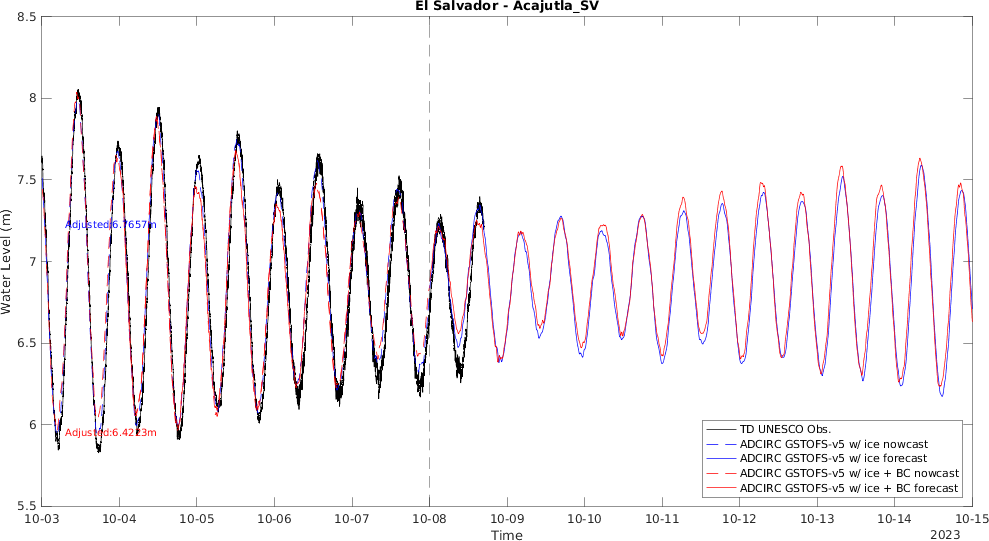 El Salvador - Acajutla_SV
8.5
8
7.5
7
6.5
6
5.5
Water Level (m)
Adjusted:6.7657m
Adjusted:6.4223m
TD UNESCO Obs.
ADCIRC GSTOFS-v5 w/ ice nowcast
ADCIRC GSTOFS-v5 w/ ice forecast
ADCIRC GSTOFS-v5 w/ ice + BC nowcast
ADCIRC GSTOFS-v5 w/ ice + BC forecast
10-03 10-04 10-05 10-06 10-07 10-08 10-09 10-10 10-11 10-12 10-13 10-14 10-15
Time
2023